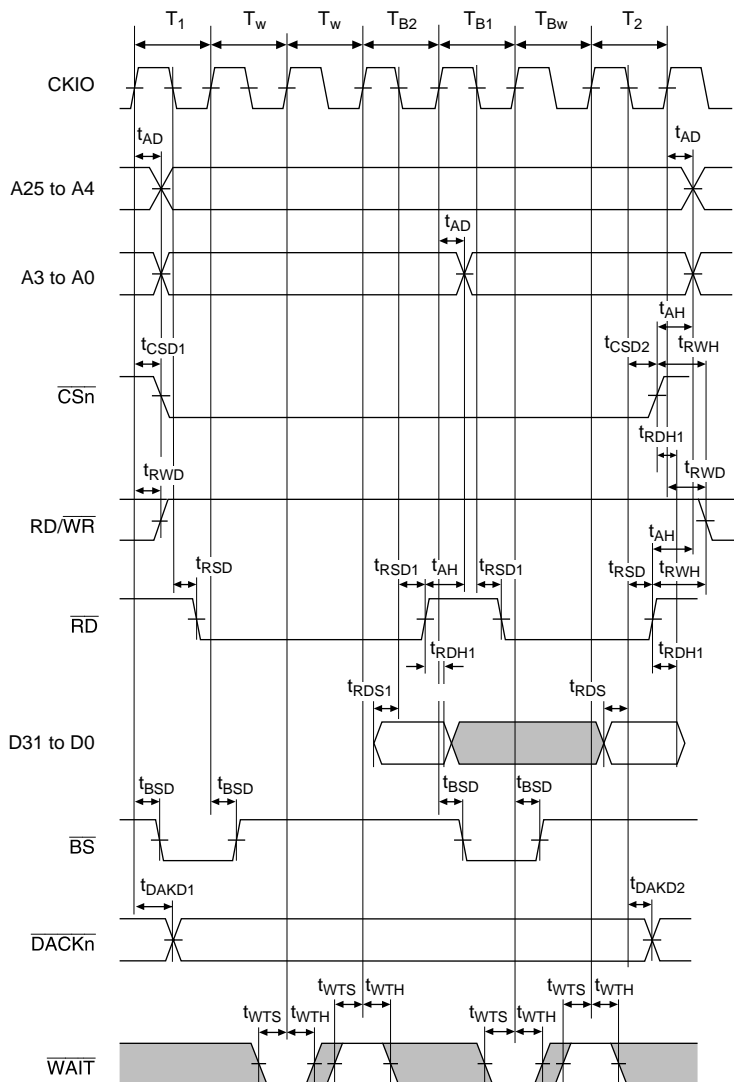 T1 Tw Tw TB2 TB1 TBw T2
CKIO
tAD tAD
A25 to A4
tAD
A3 to A0
tAH
tCSD1 tCSD2 tRWH
CSn
tRDH1
tRWD tRWD
RD/WR
tAH
tRSD tRSD1 tAH tRSD1 tRSD tRWH
RD
tRDH1 tRDH1
tRDS1 tRDS
D31 to D0
tBSD tBSD tBSD tBSD
BS
tDAKD1 tDAKD2
DACKn
tWTS tWTH tWTS tWTH tWTS tWTH tWTS tWTH
WAIT